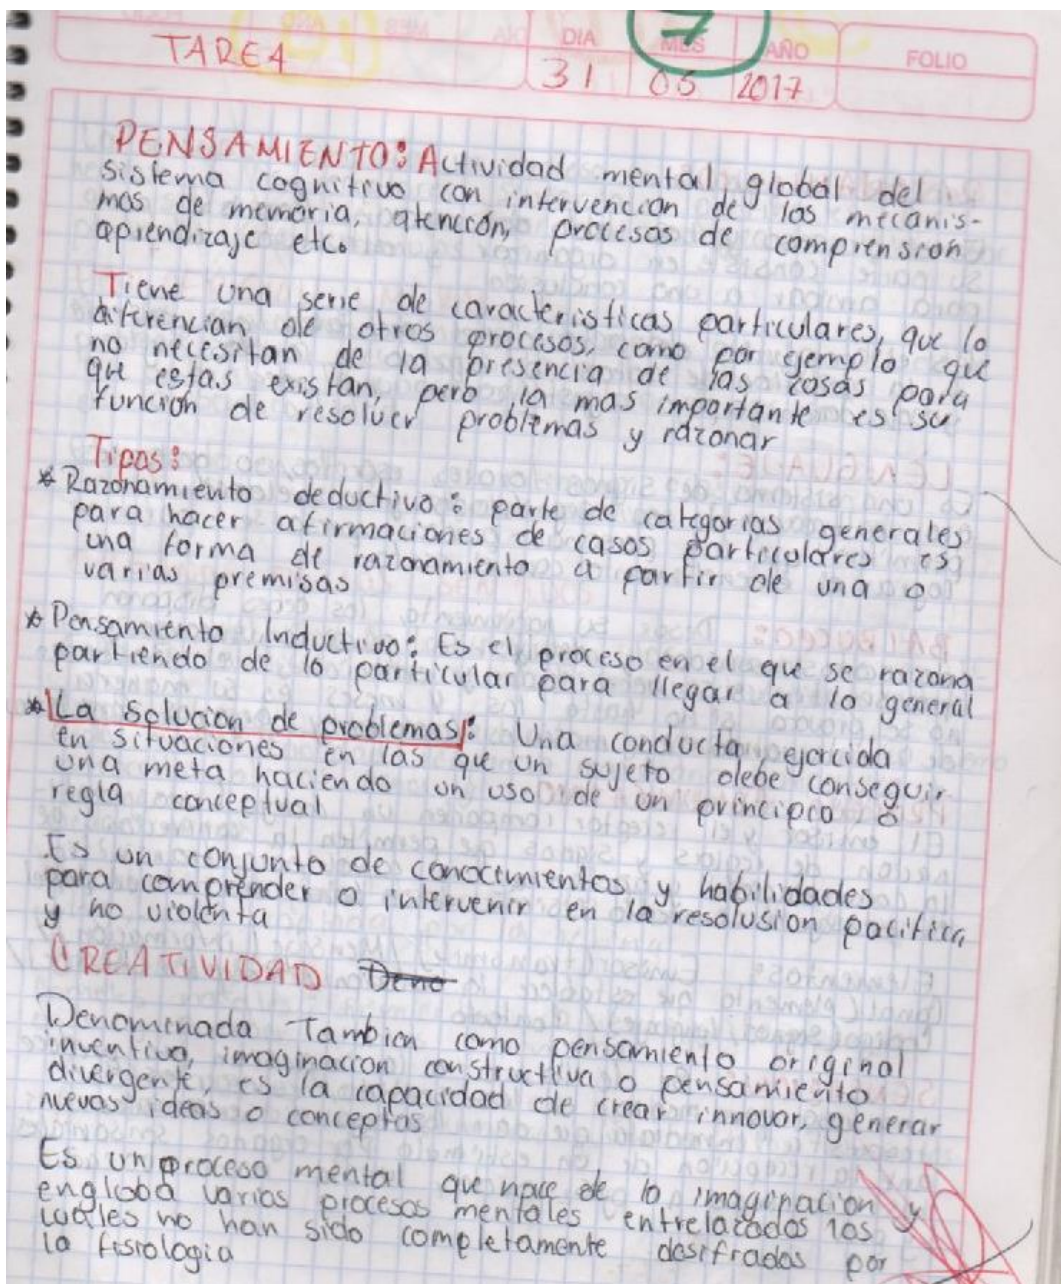 7
TAREA
DIA MES AÑO FOLIO
31 05 2017
PENSAMIENTO: Actividad mental global del
sistema cognitivo con intervencion de los mecanis-
mos de memoria, atención, procesos de comprension
aprendizaje etc.
Tiene una serie de caracteristicas particulares, que lo
diferencian de otros procesos, como por ejemplo que
no necesitan de la presencia de las cosas para
que estas existan, pero la mas importante es su
función de resolver problemas y razonar
Tipos:
* Razonamiento deductivo: parte de categorias generales
para hacer afirmaciones de casos particulares es
una forma de razonamiento a partir de una o
varias premisas
* Pensamiento Inductivo: Es el proceso en el que se razona
partiendo de lo particular para llegar a lo general
* La solucion de problemas: Una conducta ejercida
en situaciones en las que un sujeto debe conseguir
una meta haciendo un uso de un principio o
regla conceptual
Es un conjunto de conocimientos y habilidades
para comprender o intervenir en la resolusion pacifica
y no violenta
CREATIVIDAD Deno
Denominada Tambien como pensamiento original
inventiva, imaginacion constructiva o pensamiento
divergente, es la capacidad de crear innovar, generar
nuevas ideas o conceptos
Es un proceso mental que nace de la imaginacion y
engloba varios procesos mentales entrelazados los
cuales no han sido completamente desifrados por
la fisiologia